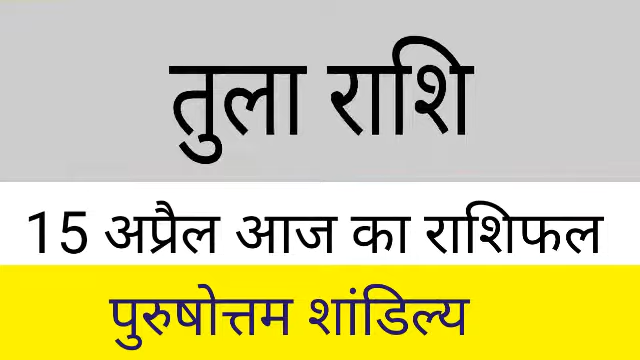 तुला राशि
15 अप्रैल आज का राशिफल
पुरुषोत्तम शांडिल्य